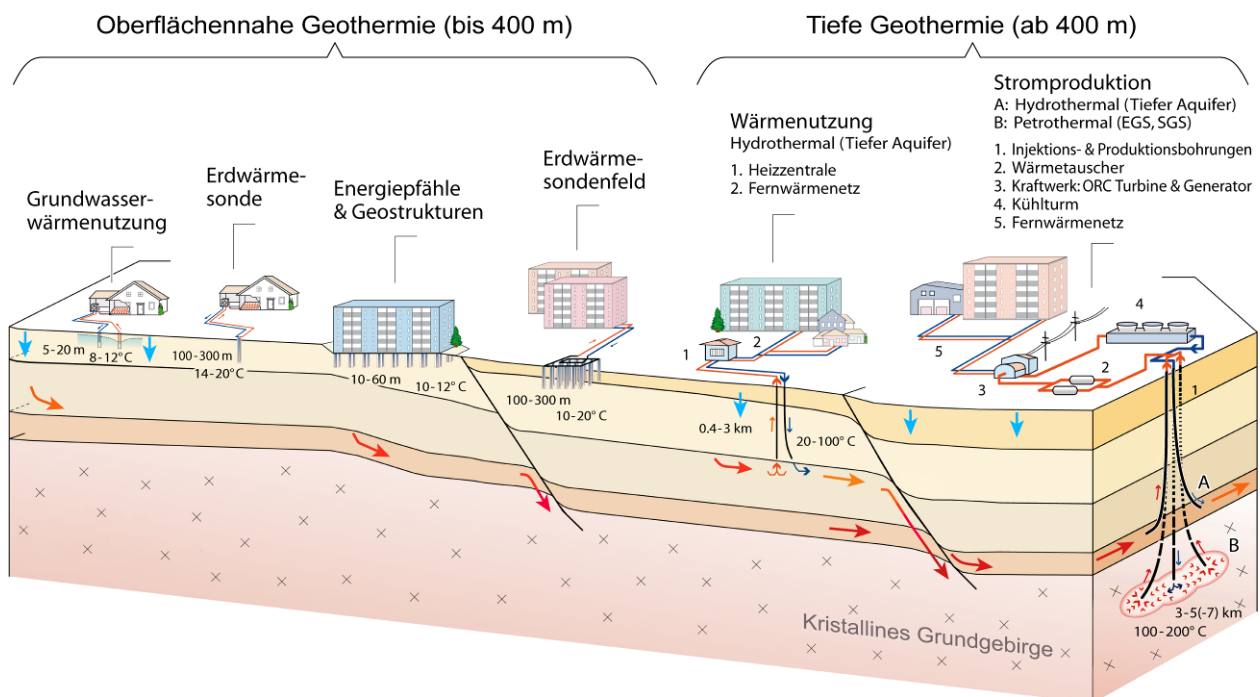 Oberflächennahe Geothermie (bis 400 m)
Tiefe Geothermie (ab 400 m)
Grundwasser-
wärmenutzung
Erdwärme-
sonde
Energiepfähle
& Geostrukturen
Erdwärme-
sondenfeld
Wärmenutzung
Hydrothermal (Tiefer Aquifer)
1. Heizzentrale
2. Fernwärmenetz
Stromproduktion
A: Hydrothermal (Tiefer Aquifer)
B: Petrothermal (EGS, SGS)
1. Injektions- & Produktionsbohrungen
2. Wärmetauscher
3. Kraftwerk: ORC Turbine & Generator
4. Kühlturm
5. Fernwärmenetz
5-20 m
8-12°C
100-300 m
14-20°C
10-60 m
10-12° C
100-300 m
10-20° C
1
2
0.4-3 km
20-100° C
5
3
2
4
1
A
B
3-5(-7) km
100-200° C
Kristallines Grundgebirge